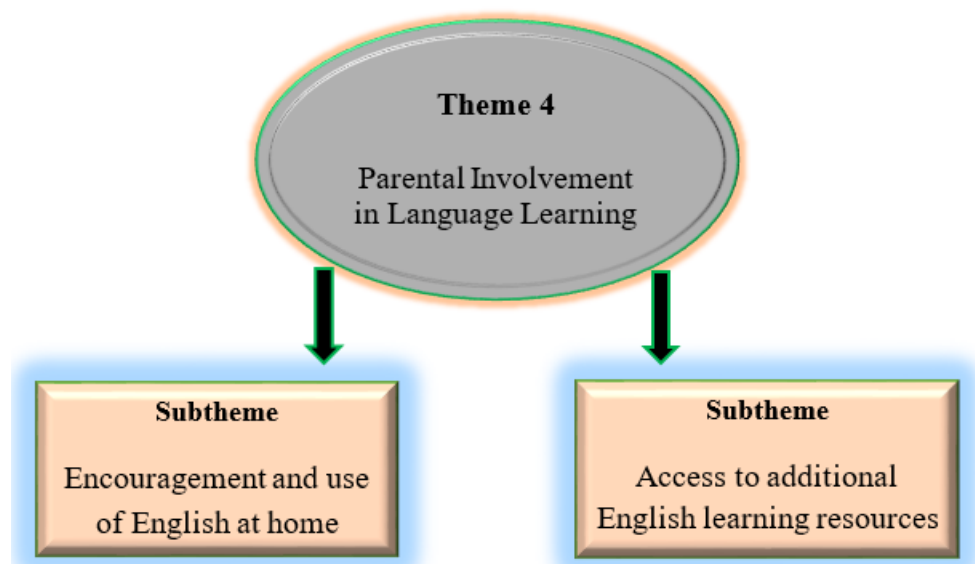 Theme 4
Parental Involvement
in Language Learning
Subtheme
Encouragement and use
of English at home
Subtheme
Access to additional
English learning resources